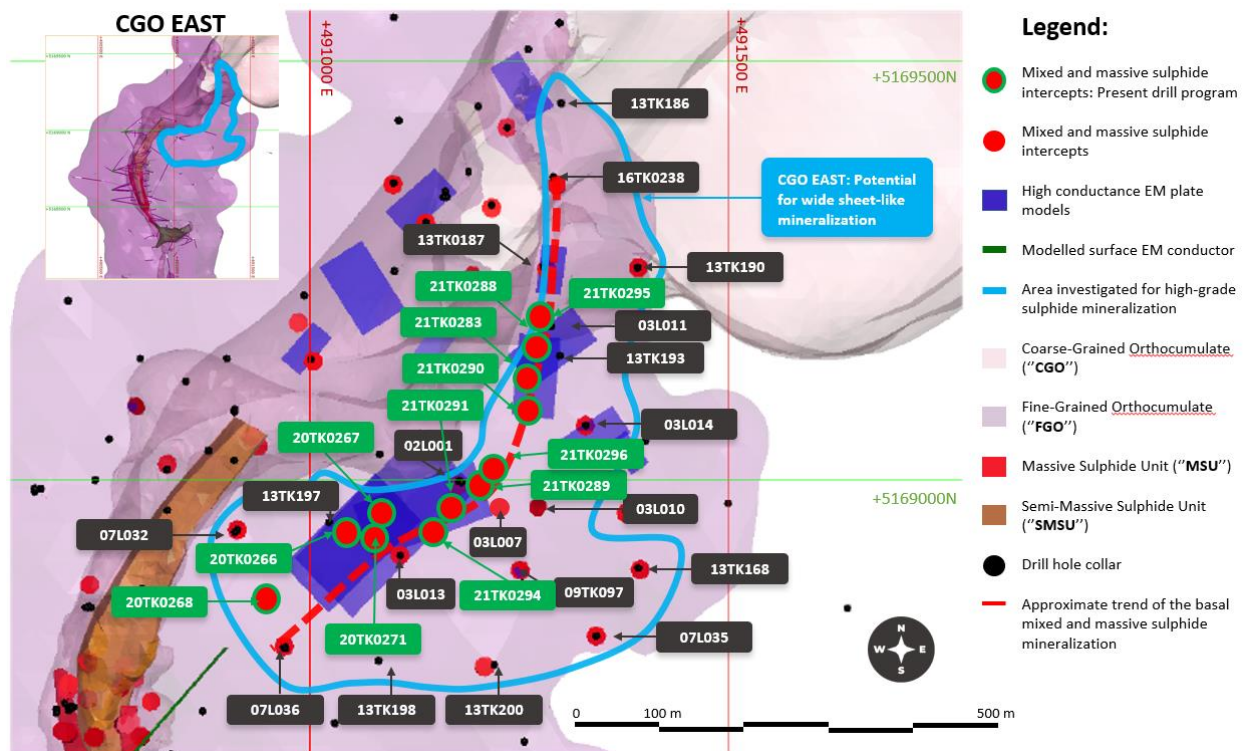 CGO EAST
+491000 E
+491500 E
+5169500N
13TK186
16TK0238
CGO EAST: Potential
for wide sheet-like
mineralization
13TK0187
13TK190
21TK0288
21TK0295
21TK0283
03L011
13TK193
21TK0290
21TK0291
03L014
20TK0267
02L001
21TK0296
13TK197
21TK0289
+5169000N
07L032
03L010
03L007
20TK0266
13TK168
20TK0268
03L013
21TK0294
09TK097
20TK0271
07L035
07L036
13TK198
13TK200
N
W
E
S
0
100 m
500 m
Legend:
Mixed and massive sulphide
intercepts: Present drill program
Mixed and massive sulphide
intercepts
High conductance EM plate
models
Modelled surface EM conductor
Area investigated for high-grade
sulphide mineralization
Coarse-Grained Orthocumulate
(‘‘CGO’’)
Fine-Grained Orthocumulate
(‘‘FGO’’)
Massive Sulphide Unit (‘‘MSU’’)
Semi-Massive Sulphide Unit
(‘‘SMSU’’)
Drill hole collar
Approximate trend of the basal
mixed and massive sulphide
mineralization